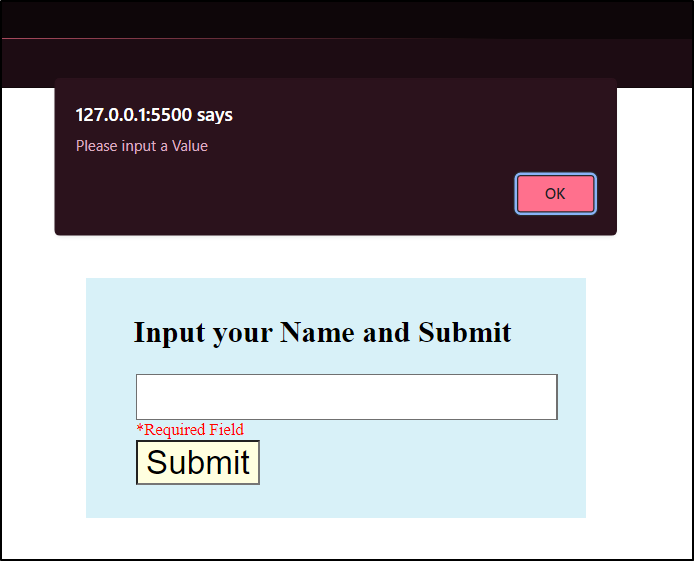 127.0.0.1:5500 says
Please input a Value
OK
Input your Name and Submit
*Required Field
Submit